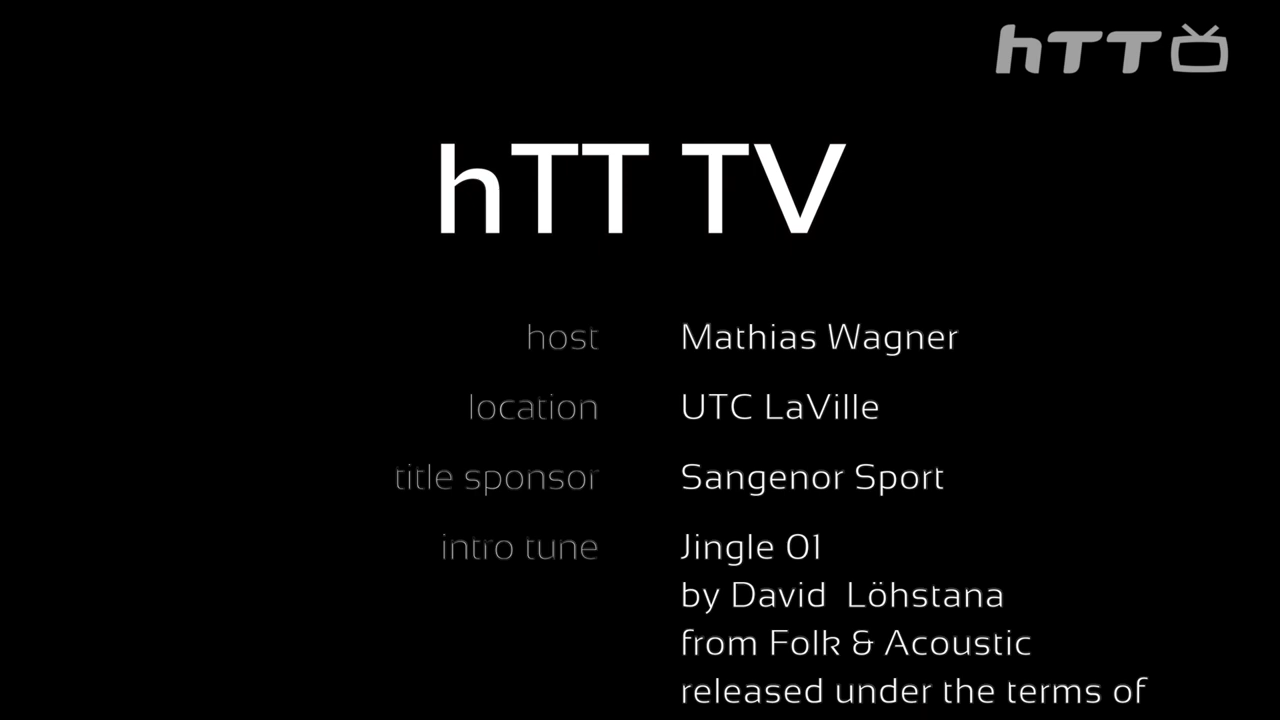 hTT
hTT TV
host Mathias Wagner
location UTC LaVille
title sponsor Sangenor Sport
intro tune Jingle 01
by David Löhstana
from Folk & Acoustic
released under the terms of